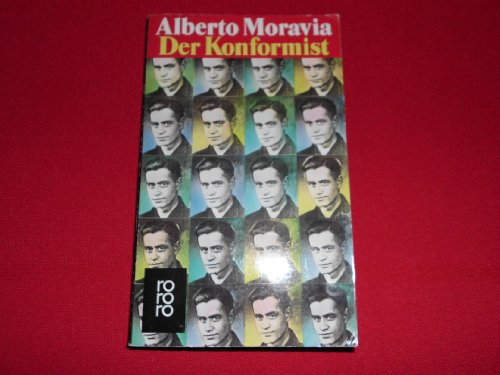 Alberto Moravia
Der Konformist
ro
ro
ro